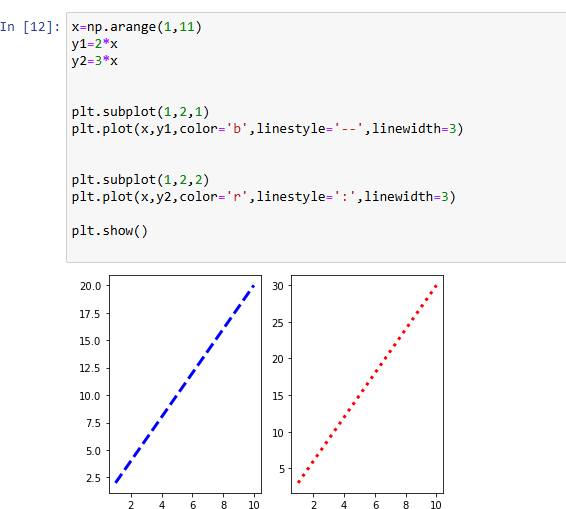 In [12]: x=np.arange(1,11)
y1=2*x
y2=3*x
plt.subplot(1,2,1)
plt.plot(x,y1,color='b',linestyle='--',linewidth=3)
plt.subplot(1,2,2)
plt.plot(x,y2,color='r',linestyle=':',linewidth=3)
plt.show()
20.0
17.5
15.0
12.5
10.0
7.5
5.0
2.5
2 4 6 8 10
30
25
20
15
10
5
2 4 6 8 10